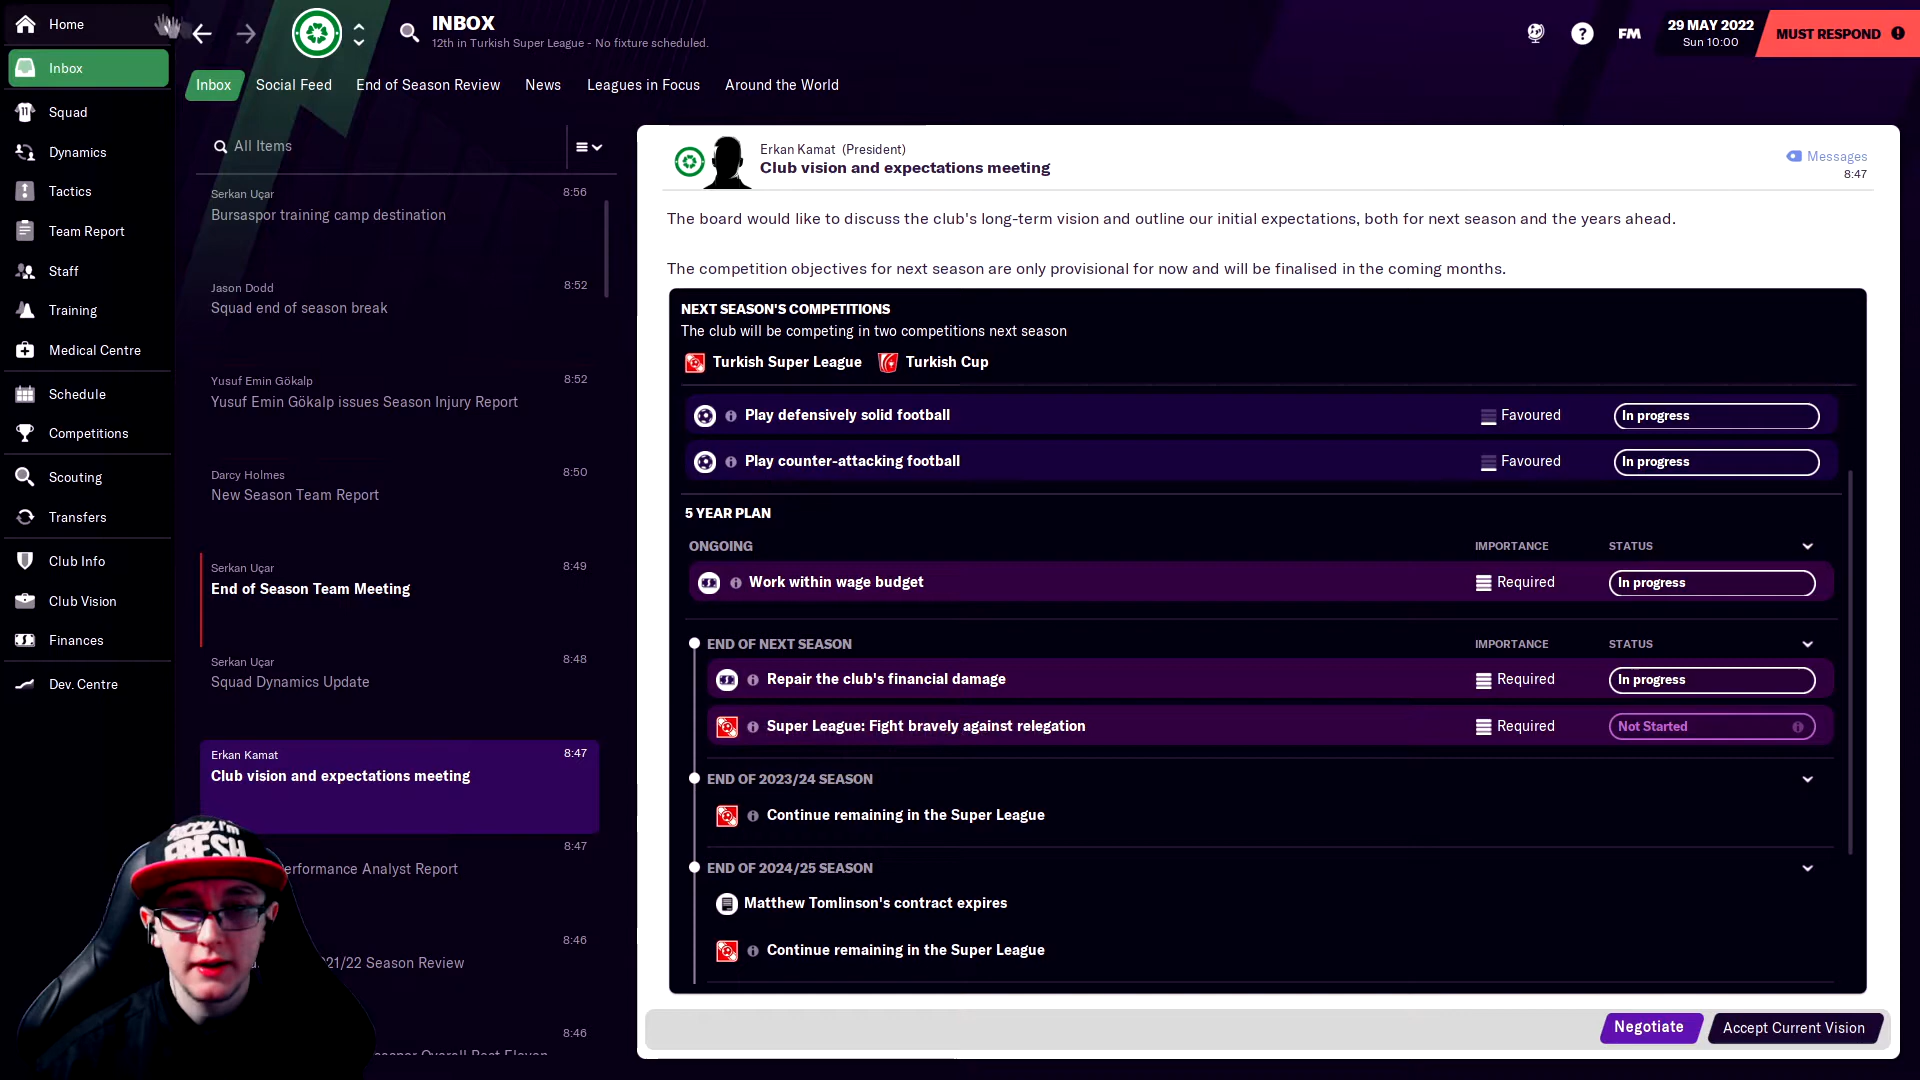 Home
INBOX
12th in Turkish Super League - No fixture scheduled.
?
FM
29 MAY 2022
Sun 10:00
MUST RESPOND
Inbox
Inbox
Social Feed
End of Season Review
News
Leagues in Focus
Around the World
Squad
Dynamics
Tactics
Team Report
Staff
Training
Medical Centre
Schedule
Competitions
Scouting
Transfers
Club Info
Club Vision
Finances
Dev. Centre
All Items
Serkan Uçar
8:56
Bursaspor training camp destination
Jason Dodd
8:52
Squad end of season break
Yusuf Emin Gökalp
8:52
Yusuf Emin Gökalp issues Season Injury Report
Darcy Holmes
8:50
New Season Team Report
Serkan Uçar
8:49
End of Season Team Meeting
Serkan Uçar
8:48
Squad Dynamics Update
Erkan Kamat
8:47
Club vision and expectations meeting
8:47
erformance Analyst Report
8:46
21/22 Season Review
8:46
Overall Best Eleven
FRESH
Erkan Kamat (President)
Club vision and expectations meeting
Messages
8:47
The board would like to discuss the club's long-term vision and outline our initial expectations, both for next season and the years ahead.
The competition objectives for next season are only provisional for now and will be finalised in the coming months.
NEXT SEASON'S COMPETITIONS
The club will be competing in two competitions next season
Turkish Super League
Turkish Cup
Play defensively solid football
Favoured
In progress
Play counter-attacking football
Favoured
In progress
5 YEAR PLAN
ONGOING
IMPORTANCE
STATUS
Work within wage budget
Required
In progress
END OF NEXT SEASON
IMPORTANCE
STATUS
Repair the club's financial damage
Required
In progress
Super League: Fight bravely against relegation
Required
Not Started
END OF 2023/24 SEASON
Continue remaining in the Super League
END OF 2024/25 SEASON
Matthew Tomlinson's contract expires
Continue remaining in the Super League
Negotiate
Accept Current Vision